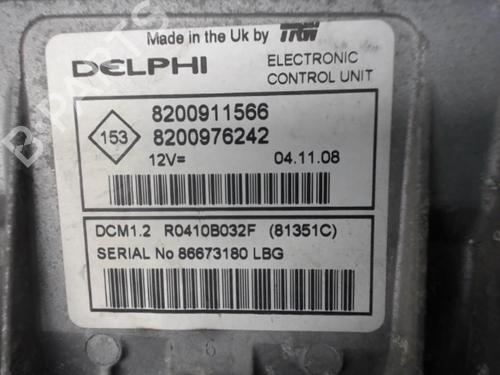 Made in the Uk by TRW
DELPHI
ELECTRONIC
CONTROL UNIT
153
8200911566
8200976242
12V=
04.11.08
DCM1.2 R0410B032F (81351C)
SERIAL No 86673180 LBG
B-PARTS